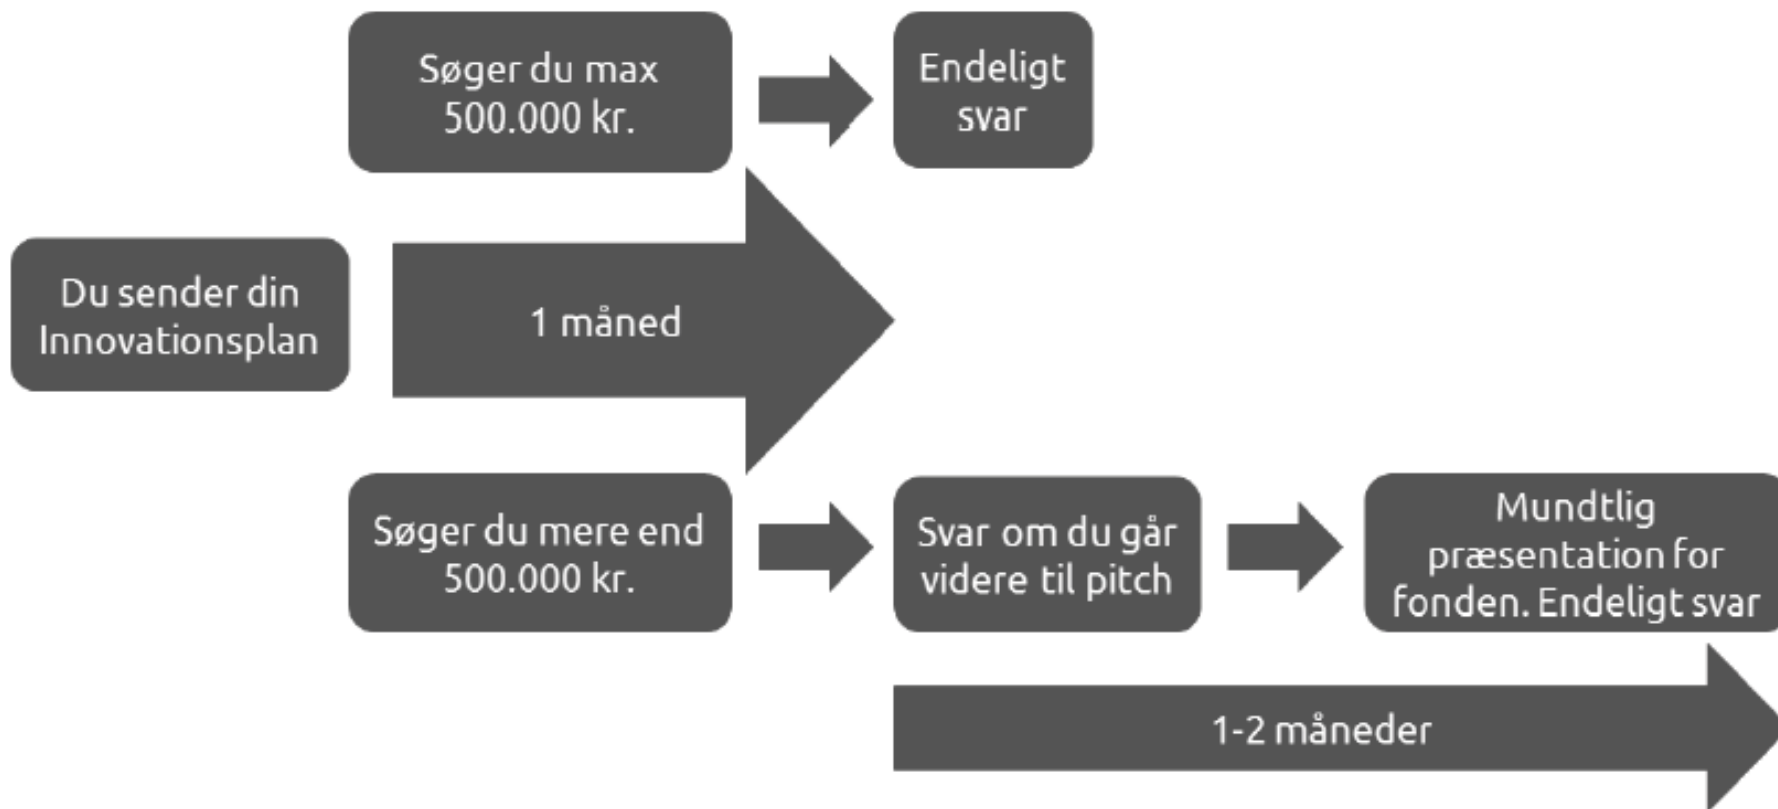 Søger du max
500.000 kr.
Endeligt
svar
Du sender din
Innovationsplan
1 måned
Søger du mere end
500.000 kr.
Svar om du går
videre til pitch
Mundtlig
præsentation for
fonden. Endeligt svar
1-2 måneder